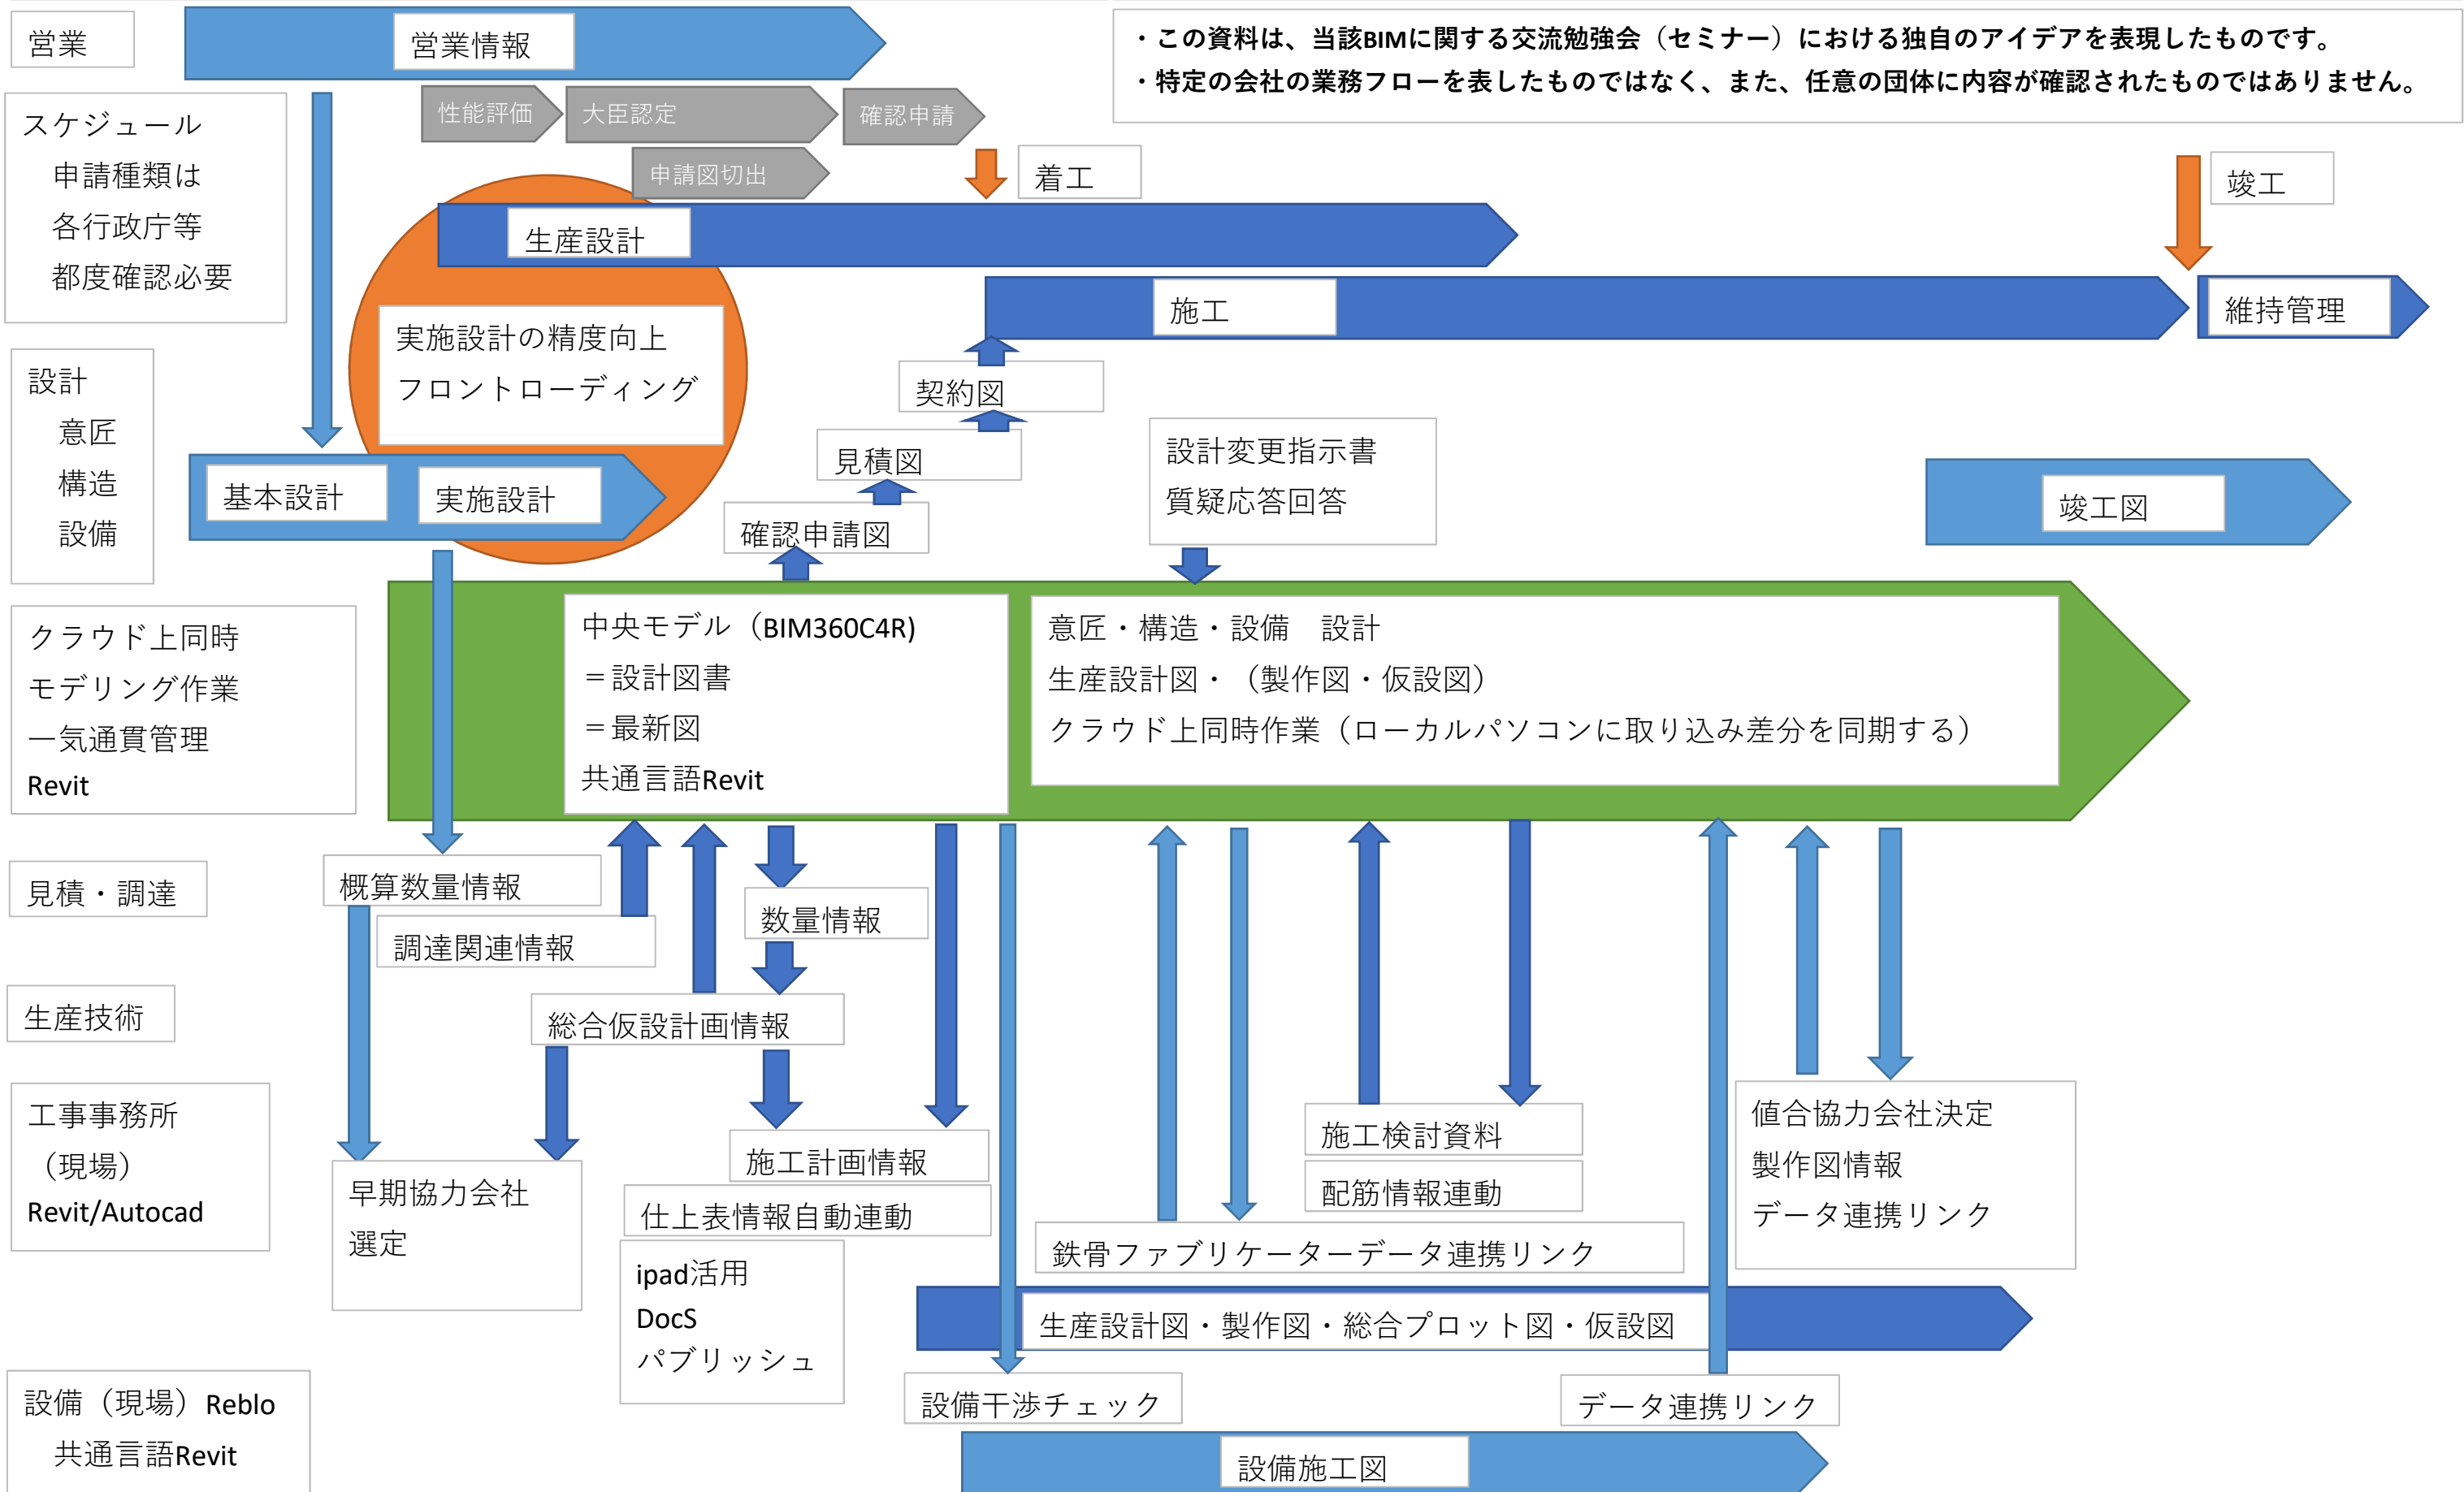 営業
営業情報
・この資料は、当該BIMに関する交流勉強会（セミナー）における独自のアイデアを表現したものです。
・特定の会社の業務フローを表したものではなく、また、任意の団体に内容が確認されたものではありません。
スケジュール
申請種類は
各行政庁等
都度確認必要
性能評価
大臣認定
確認申請
申請図切出
着工
竣工
生産設計
施工
維持管理
実施設計の精度向上
フロントローディング
設計
意匠
構造
設備
基本設計
実施設計
契約図
見積図
確認申請図
設計変更指示書
質疑応答回答
竣工図
クラウド上同時
モデリング作業
一気通貫管理
Revit
中央モデル（BIM360C4R)
＝設計図書
＝最新図
共通言語Revit
意匠・構造・設備　設計
生産設計図・（製作図・仮設図）
クラウド上同時作業（ローカルパソコンに取り込み差分を同期する）
見積・調達
概算数量情報
調達関連情報
数量情報
生産技術
総合仮設計画情報
工事事務所
（現場）
Revit/Autocad
早期協力会社
選定
施工計画情報
仕上表情報自動連動
ipad活用
DocS
パブリッシュ
施工検討資料
配筋情報連動
鉄骨ファブリケーターデータ連携リンク
値合協力会社決定
製作図情報
データ連携リンク
生産設計図・製作図・総合プロット図・仮設図
設備（現場）Reblo
共通言語Revit
設備干渉チェック
データ連携リンク
設備施工図